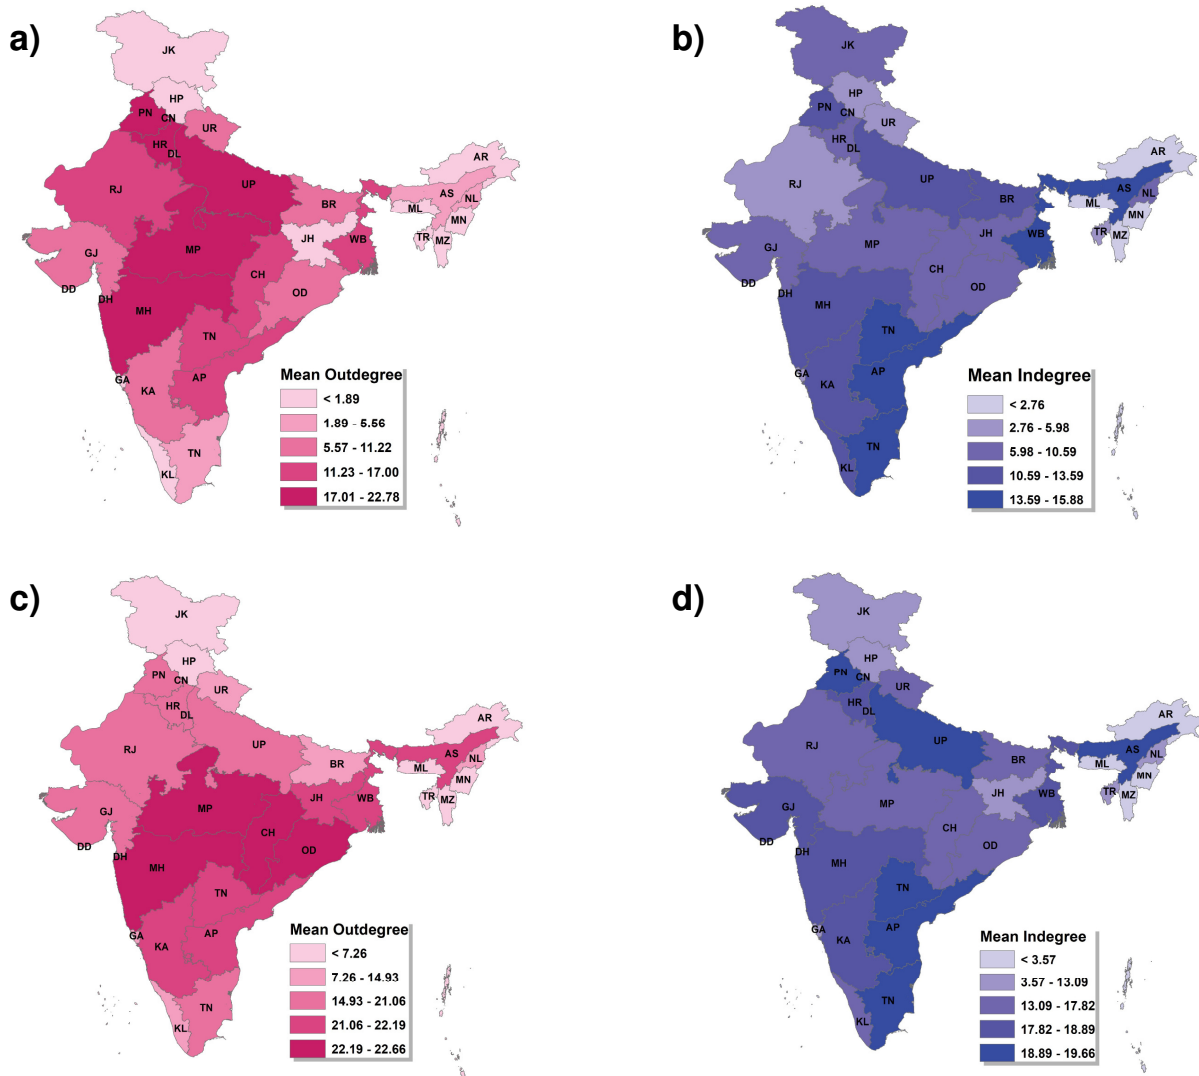 a)
JK
HP
PN
CN
UR
HR
DL
RJ
UP
BR
AR
AS
NL
ML
MN
TR
MZ
JH
WB
GJ
MP
CH
OD
DD
DH
MH
TN
GA
KA
AP
TN
KL
Mean Outdegree
< 1.89
1.89 - 5.56
5.57 - 11.22
11.23 - 17.00
17.01 - 22.78
b)
JK
HP
PN
CN
UR
HR
DL
RJ
UP
BR
AR
AS
NL
ML
MN
TR
MZ
JH
WB
GJ
MP
CH
OD
DD
DH
MH
TN
GA
KA
AP
TN
KL
Mean Indegree
< 2.76
2.76 - 5.98
5.98 - 10.59
10.59 - 13.59
13.59 - 15.88
c)
JK
HP
PN
CN
UR
HR
DL
RJ
UP
BR
AR
AS
NL
ML
MN
TR
MZ
JH
WB
GJ
MP
CH
OD
DD
DH
MH
TN
GA
KA
AP
TN
KL
Mean Outdegree
< 7.26
7.26 - 14.93
14.93 - 21.06
21.06 - 22.19
22.19 - 22.66
d)
JK
HP
PN
CN
UR
HR
DL
RJ
UP
BR
AR
AS
NL
ML
MN
TR
MZ
JH
WB
GJ
MP
CH
OD
DD
DH
MH
TN
GA
KA
AP
TN
KL
Mean Indegree
< 3.57
3.57 - 13.09
13.09 - 17.82
17.82 - 18.89
18.89 - 19.66